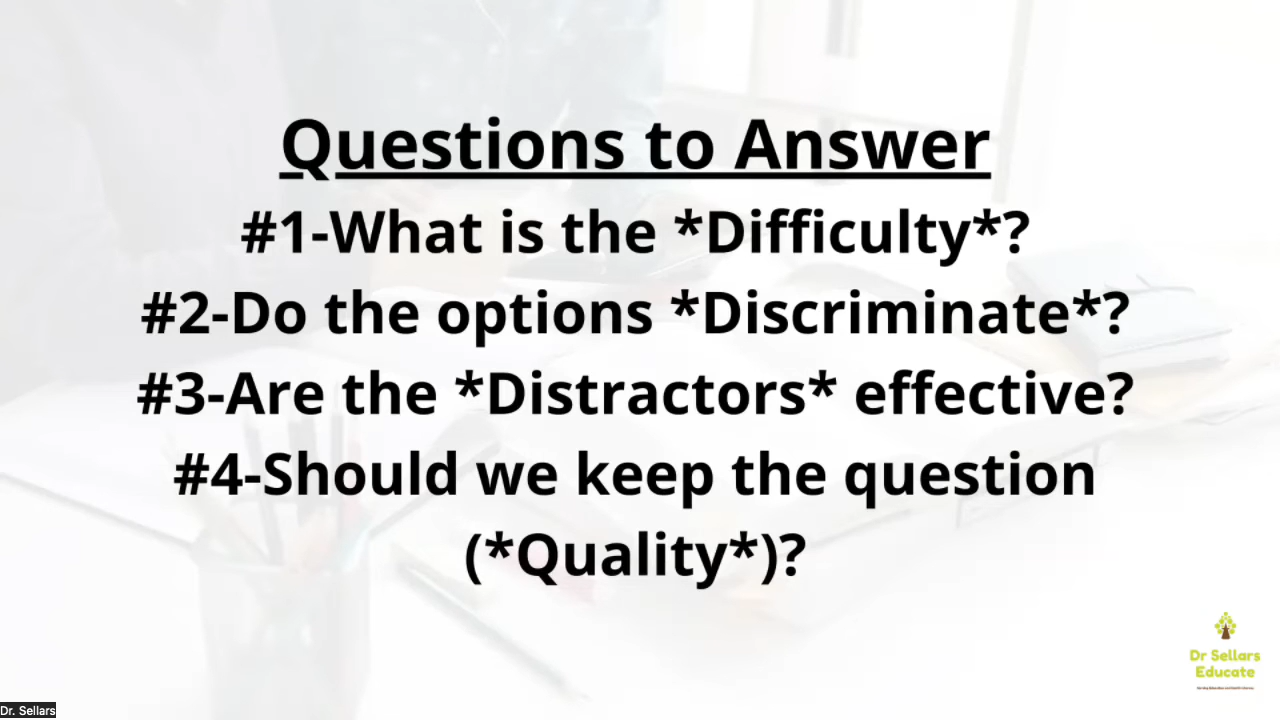 Questions to Answer
#1-What is the *Difficulty*?
#2-Do the options *Discriminate*?
#3-Are the *Distractors* effective?
#4-Should we keep the question
(*Quality*)?
Dr Sellars
Educate
Dr. Sellars